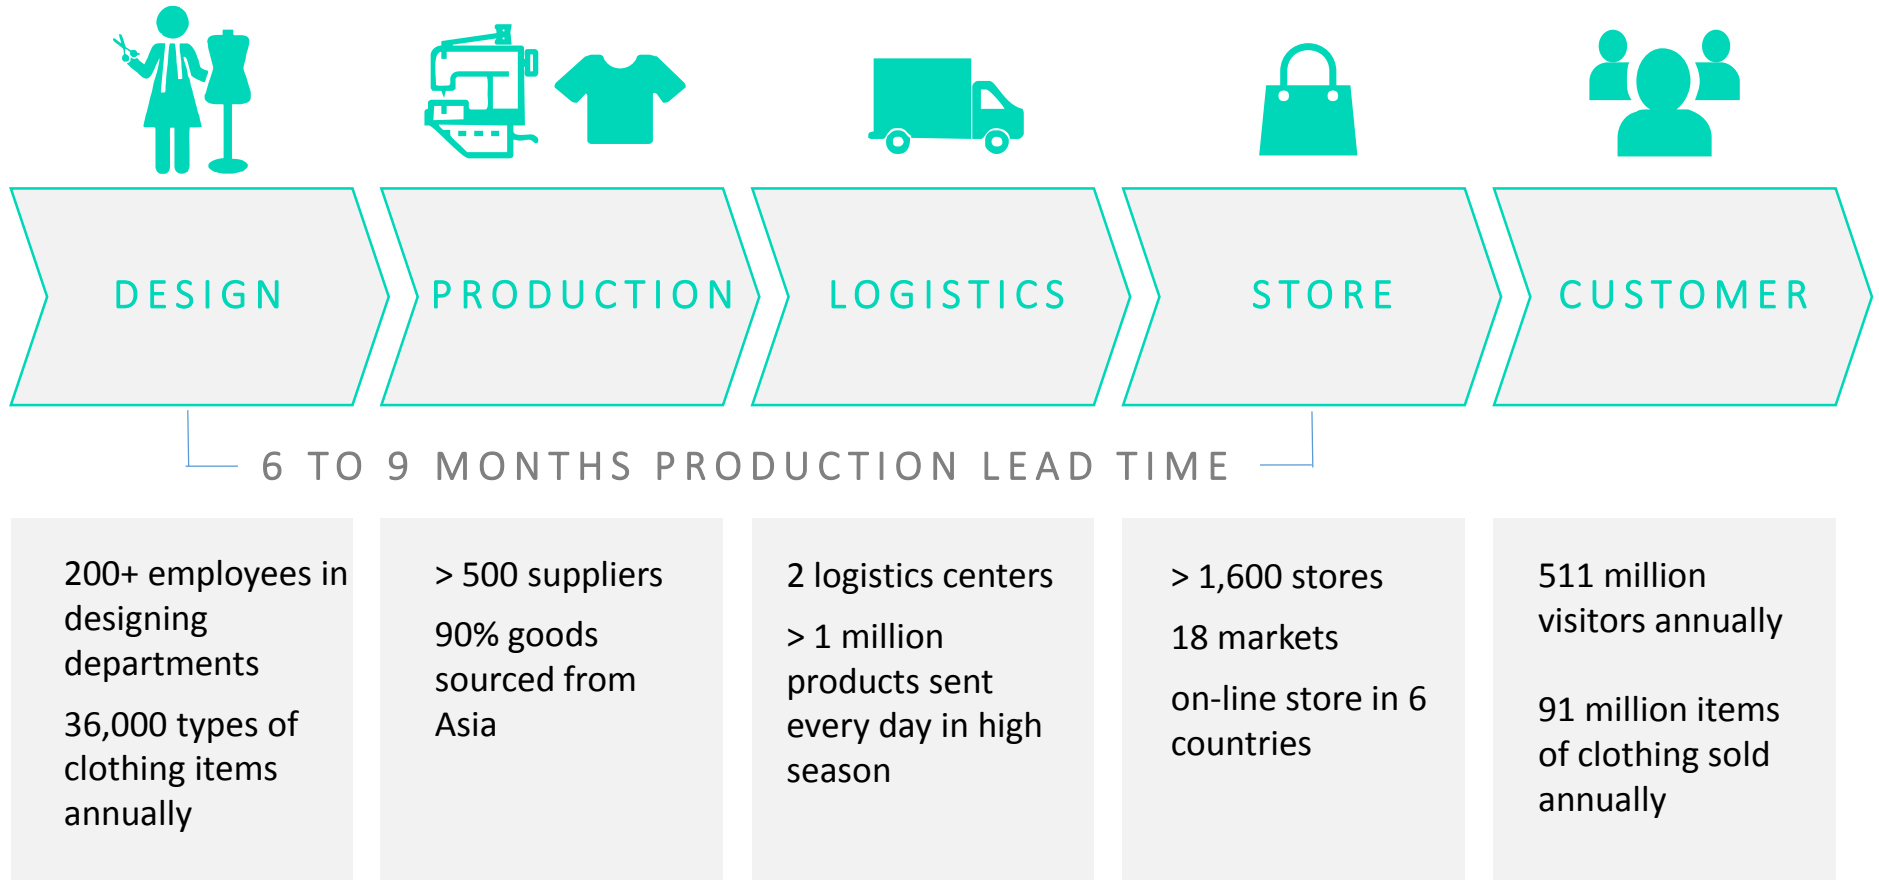 DESIGN
PRODUCTION
LOGISTICS
STORE
CUSTOMER
6 TO 9 MONTHS PRODUCTION LEAD TIME
200+ employees in
designing
departments
36,000 types of
clothing items
annually
> 500 suppliers
90% goods
sourced from
Asia
2 logistics centers
> 1 million
products sent
every day in high
season
> 1,600 stores
18 markets
on-line store in 6
countries
511 million
visitors annually
91 million items
of clothing sold
annually